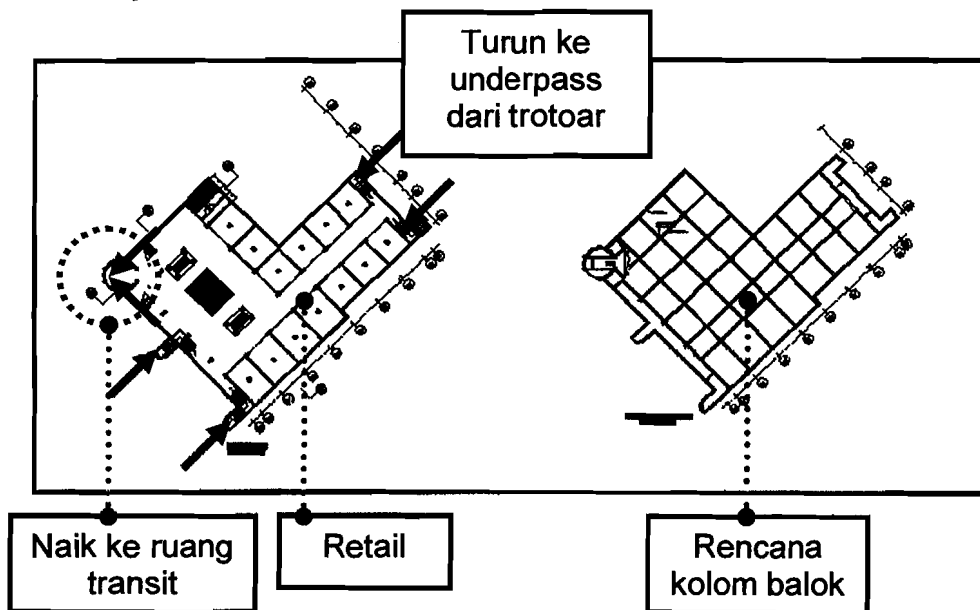 Turun ke
underpass
dari trotoar
Naik ke ruang
transit
Retail
Rencana
kolom balok